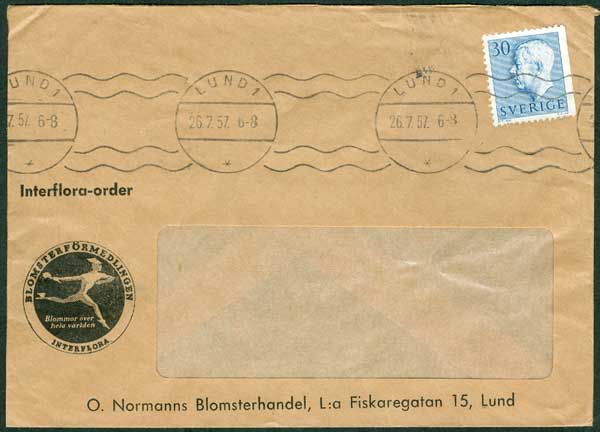 30
SVERIGE
LUND 1
26.7.57. 6-8
LUND 1
26.7.57. 6-8
LUND 1
7.57. 6-8
Interflora-order
BLOMSTERFÖRMEDLINGEN
Blommor över
hela världen
INTERFLORA
O. Normanns Blomsterhandel, L:a Fiskaregatan 15, Lund